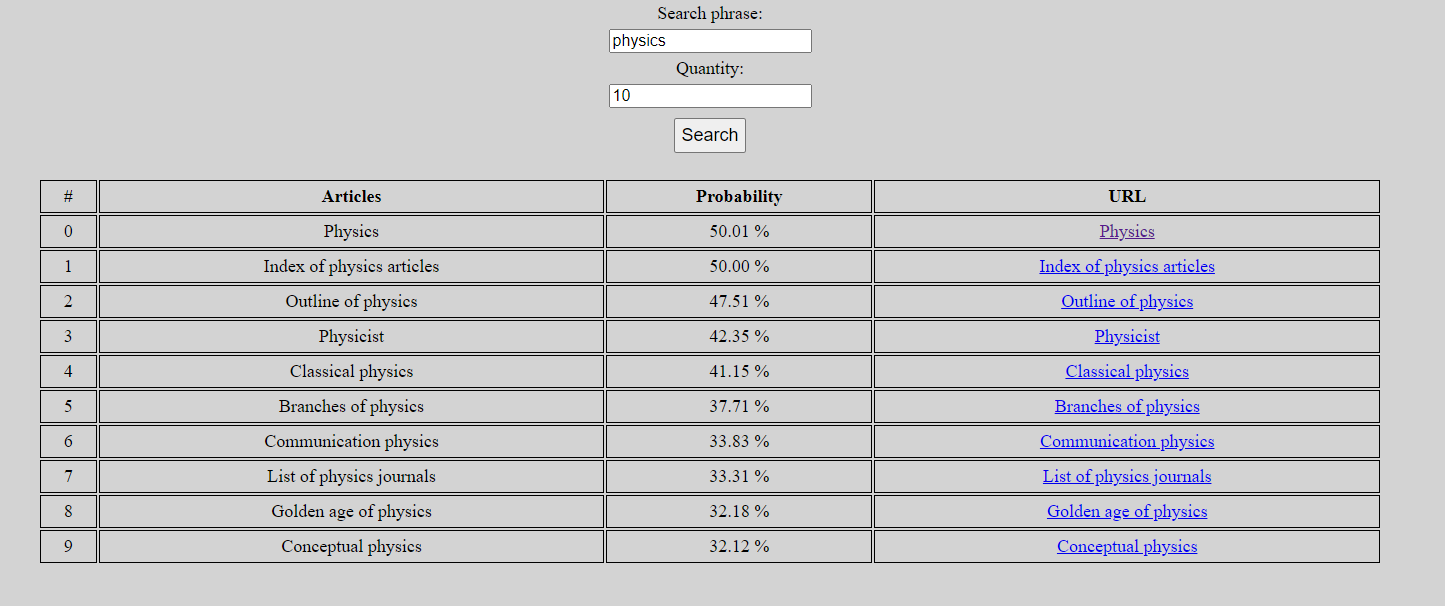 Search phrase:
physics
Quantity:
10
Search
# Articles Probability URL
0 Physics 50.01 % Physics
1 Index of physics articles 50.00 % Index of physics articles
2 Outline of physics 47.51 % Outline of physics
3 Physicist 42.35 % Physicist
4 Classical physics 41.15 % Classical physics
5 Branches of physics 37.71 % Branches of physics
6 Communication physics 33.83 % Communication physics
7 List of physics journals 33.31 % List of physics journals
8 Golden age of physics 32.18 % Golden age of physics
9 Conceptual physics 32.12 % Conceptual physics